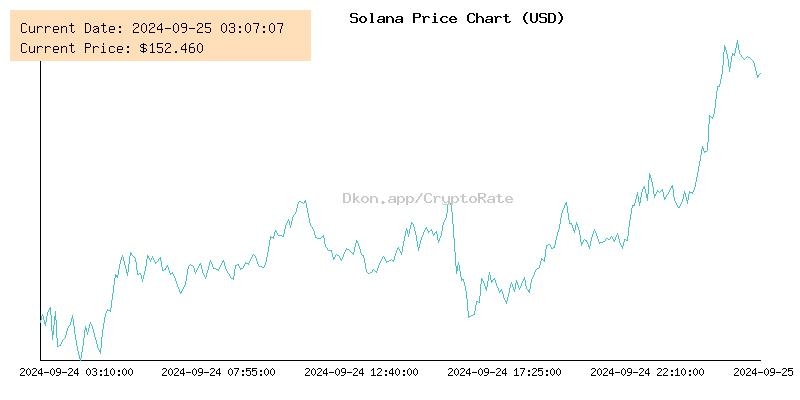 Solana Price Chart (USD)
Current Date: 2024-09-25 03:07:07
Current Price: $152.460
Dkon.app/CryptoRate
2024-09-24 03:10:00 2024-09-24 07:55:00 2024-09-24 12:40:00 2024-09-24 17:25:00 2024-09-24 22:10:00 2024-09-25